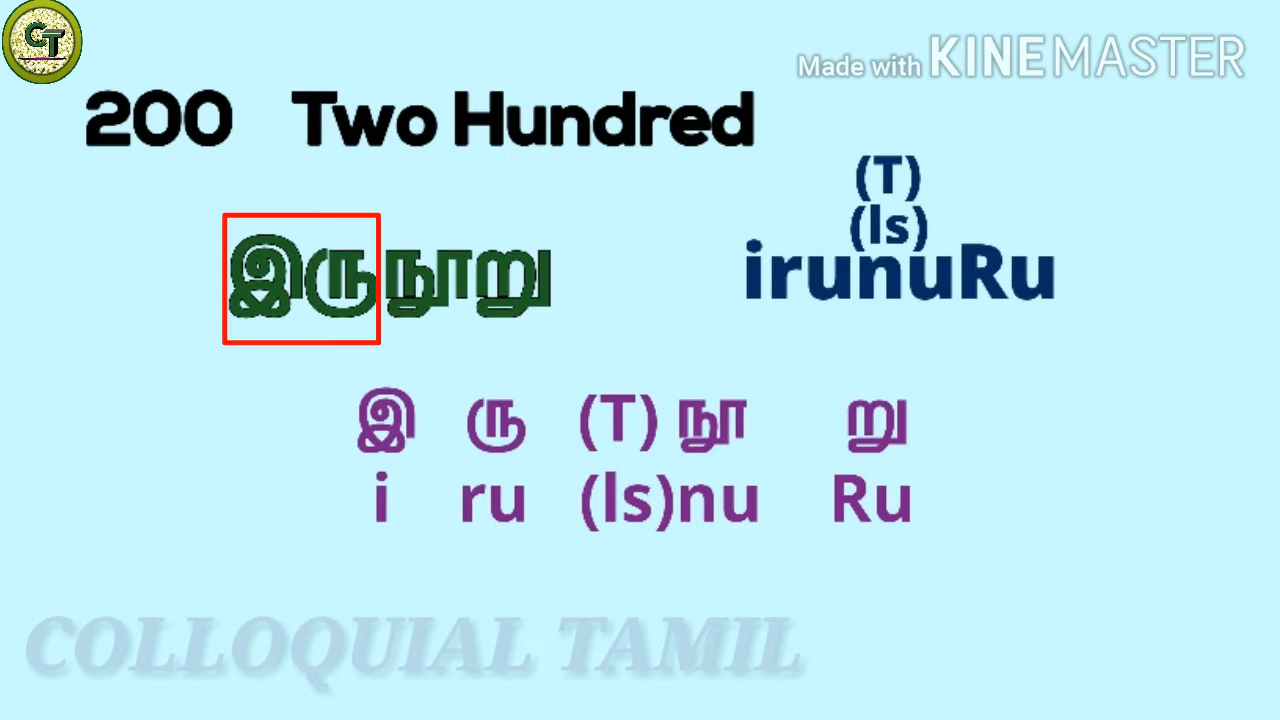 CT
Made with KINEMASTER
200 Two Hundred
(T)
(ls)
இருநூறு irunuRu
இ ரு (T) நூ று
i ru (ls)nu Ru
COLLOQUIAL TAMIL